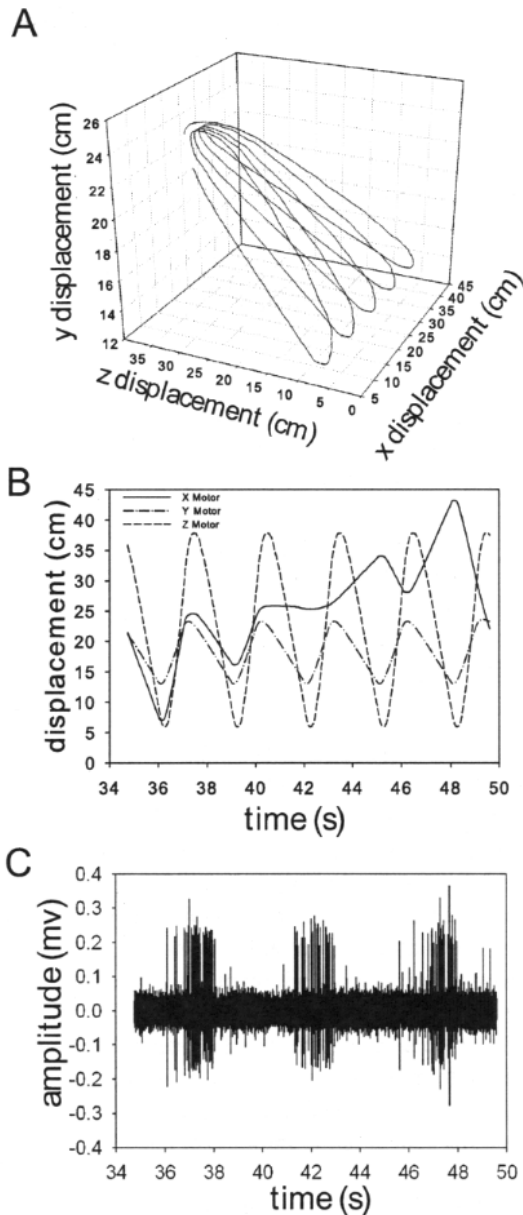 A
26
24
22
20
18
16
14
12
y displacement (cm)
35
30
25
20
15
10
5
0
z displacement (cm)
45
40
35
30
25
20
15
10
5
x displacement (cm)
B
X Motor
Y Motor
Z Motor
45
40
35
30
25
20
15
10
5
0
displacement (cm)
34 36 38 40 42 44 46 48 50
time (s)
C
0.4
0.3
0.2
0.1
0.0
-0.1
-0.2
-0.3
-0.4
amplitude (mv)
34 36 38 40 42 44 46 48 50
time (s)